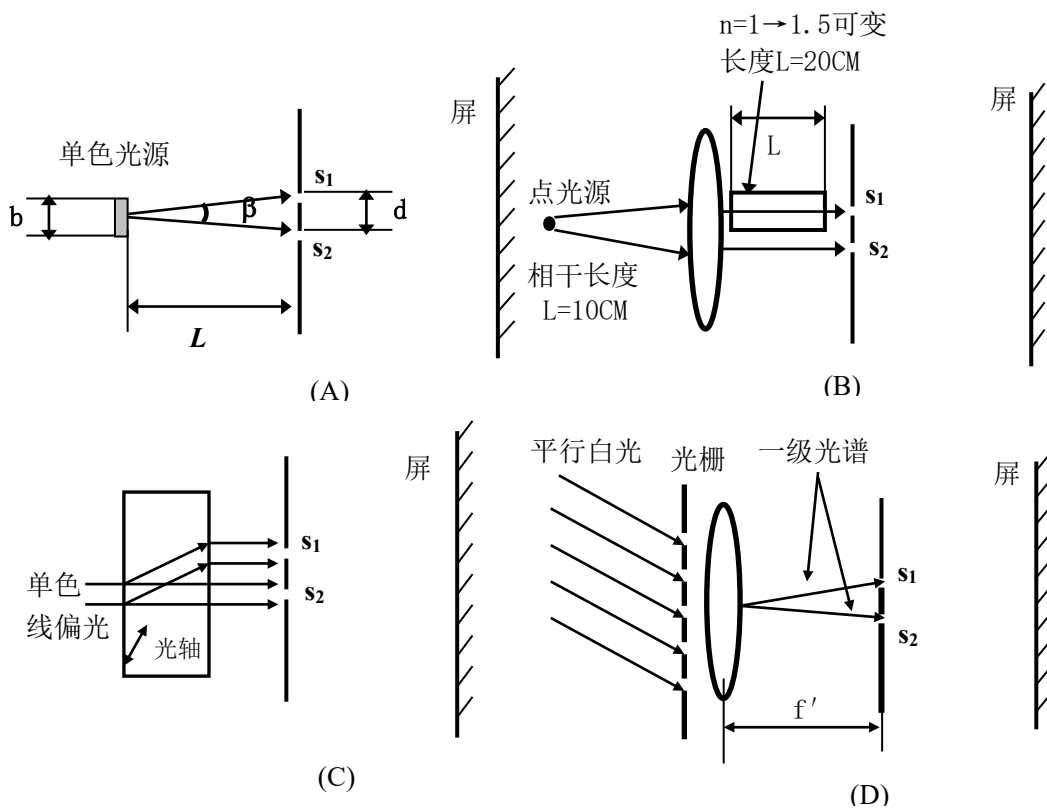 单色光源
b
β
s1
s2
d
L
屏
(A)
n=1→1.5可变
长度L=20CM
L
点光源
相干长度
L=10CM
s1
s2
屏
(B)
单色
线偏光
光轴
s1
s2
屏
(C)
平行白光
光栅
一级光谱
s1
s2
f′
屏
(D)